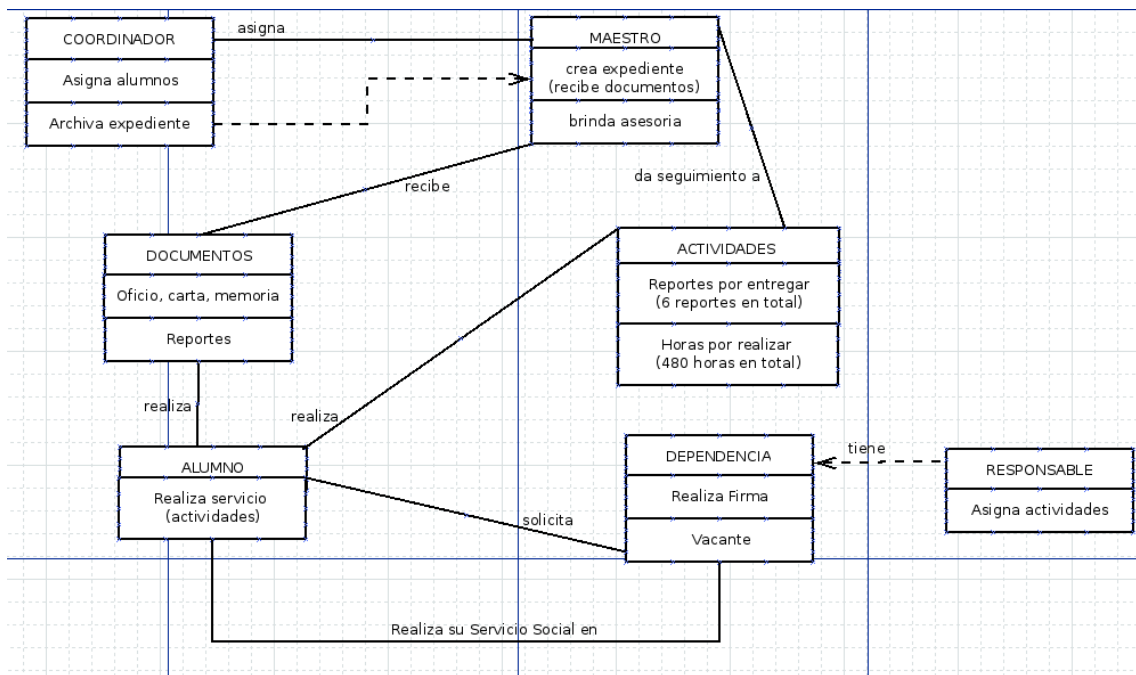 COORDINADOR
Asigna alumnos
Archiva expediente
asigna
MAESTRO
crea expediente
(recibe documentos)
brinda asesoria
recibe
da seguimiento a
DOCUMENTOS
Oficio, carta, memoria
Reportes
ACTIVIDADES
Reportes por entregar
(6 reportes en total)
Horas por realizar
(480 horas en total)
realiza
realiza
ALUMNO
Realiza servicio
(actividades)
solicita
DEPENDENCIA
Realiza Firma
Vacante
tiene
RESPONSABLE
Asigna actividades
Realiza su Servicio Social en